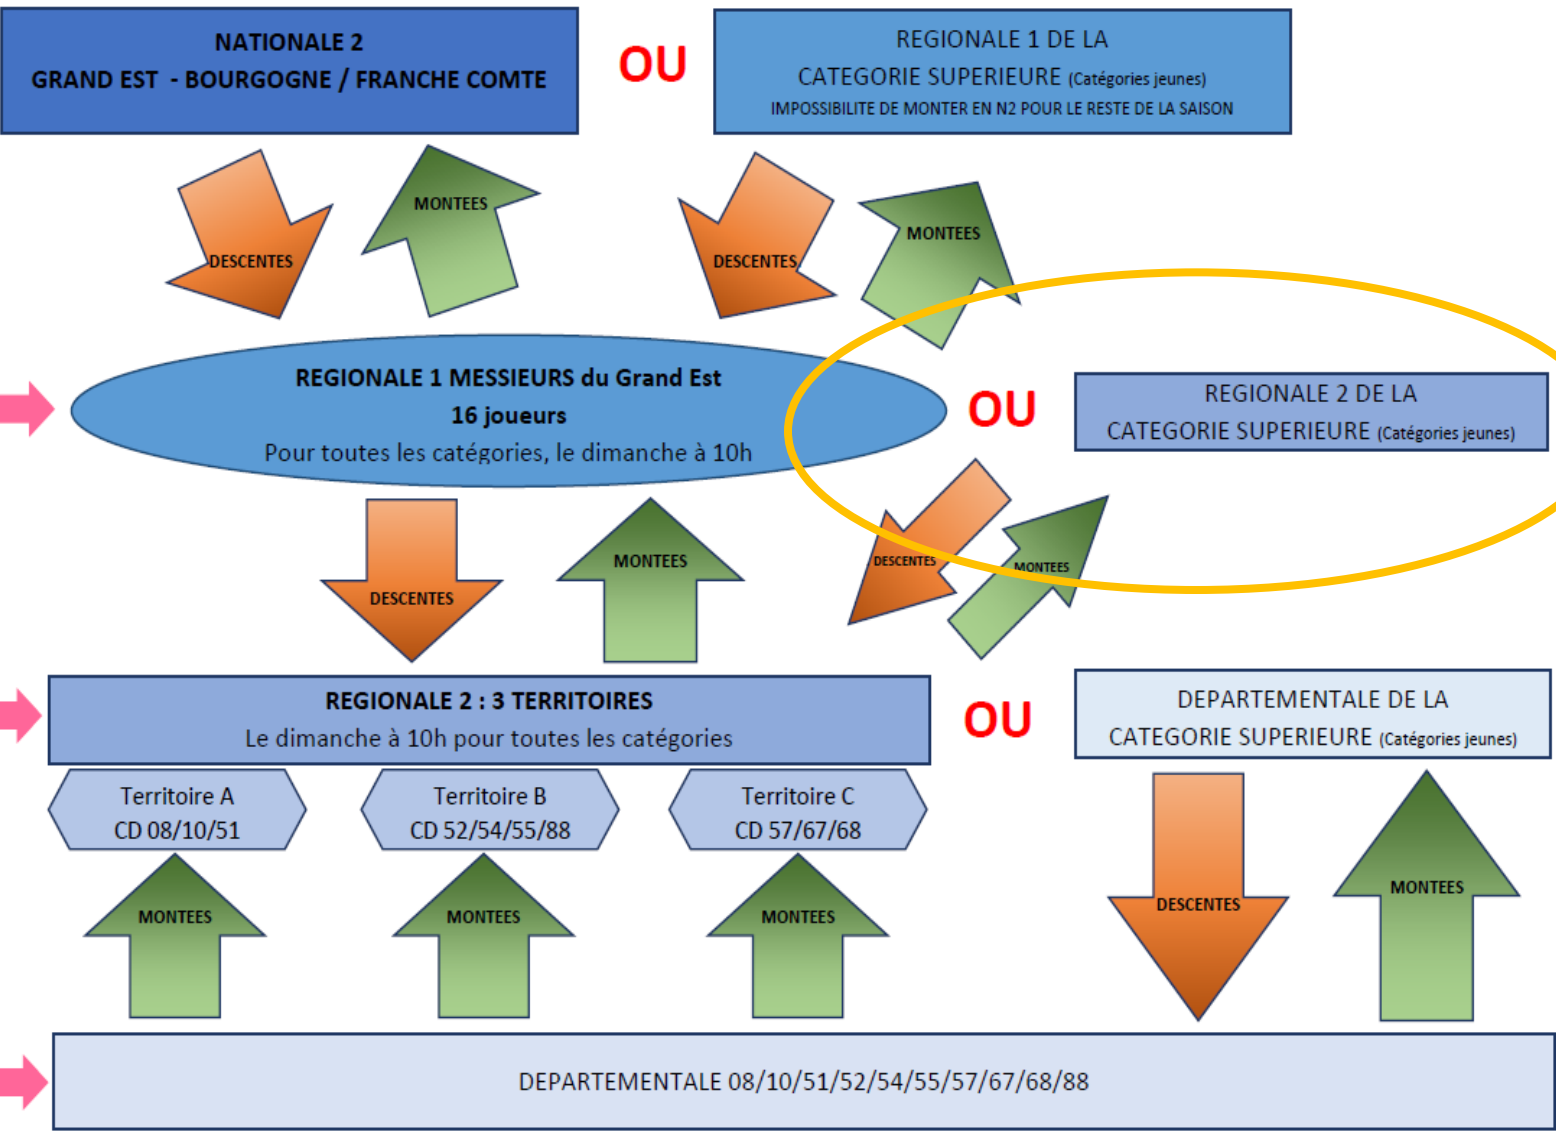 NATIONALE 2
GRAND EST - BOURGOGNE / FRANCHE COMTE
OU
REGIONALE 1 DE LA
CATEGORIE SUPERIEURE (Catégories jeunes)
IMPOSSIBILITE DE MONTER EN N2 POUR LE RESTE DE LA SAISON
DESCENTES
MONTEES
DESCENTES
MONTEES
REGIONALE 1 MESSIEURS du Grand Est
16 joueurs
Pour toutes les catégories, le dimanche à 10h
OU
REGIONALE 2 DE LA
CATEGORIE SUPERIEURE (Catégories jeunes)
DESCENTES
MONTEES
DESCENTES
MONTEES
REGIONALE 2 : 3 TERRITOIRES
Le dimanche à 10h pour toutes les catégories
OU
DEPARTEMENTALE DE LA
CATEGORIE SUPERIEURE (Catégories jeunes)
Territoire A
CD 08/10/51
Territoire B
CD 52/54/55/88
Territoire C
CD 57/67/68
MONTEES
MONTEES
MONTEES
DESCENTES
MONTEES
DEPARTEMENTALE 08/10/51/52/54/55/57/67/68/88